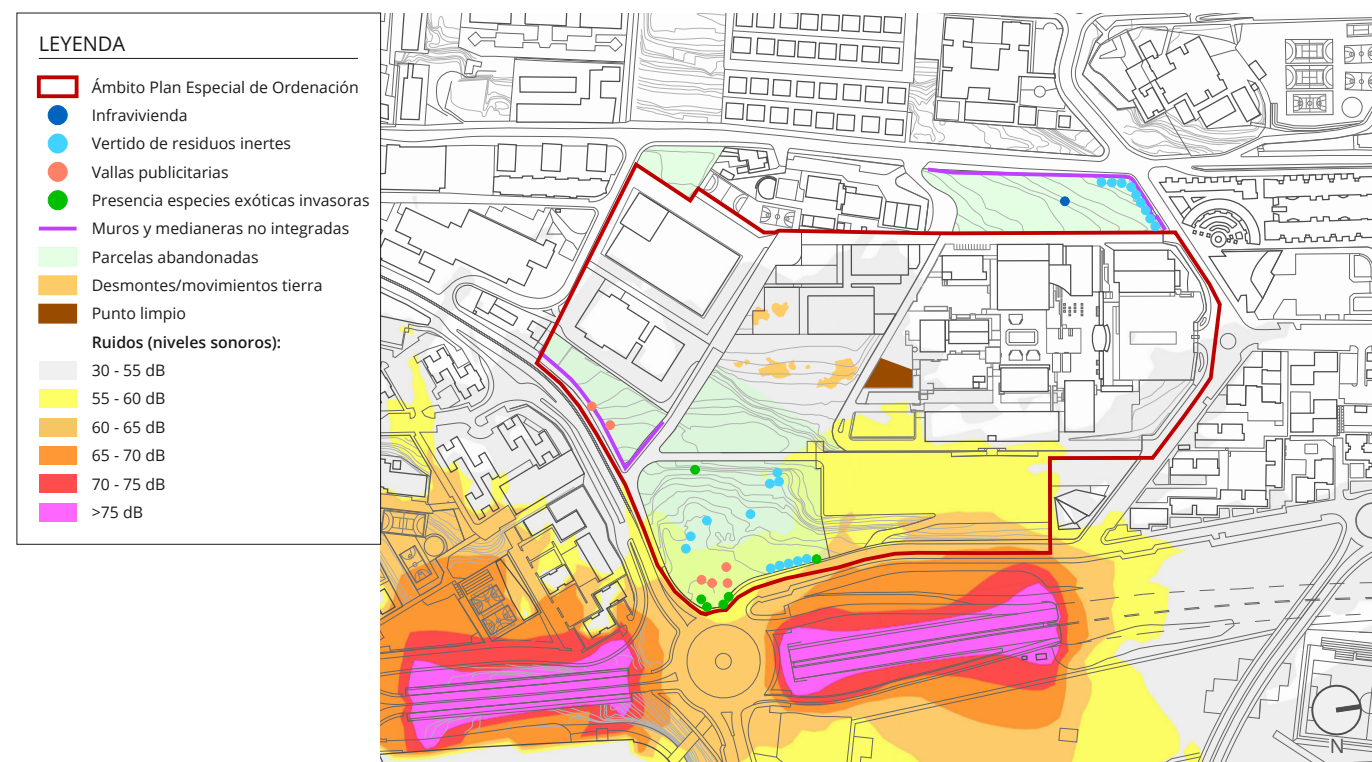 LEYENDA
Ámbito Plan Especial de Ordenación
Infravivienda
Vertido de residuos inertes
Vallas publicitarias
Presencia especies exóticas invasoras
Muros y medianeras no integradas
Parcelas abandonadas
Desmontes/movimientos tierra
Punto limpio
Ruidos (niveles sonoros):
30 - 55 dB
55 - 60 dB
60 - 65 dB
65 - 70 dB
70 - 75 dB
>75 dB
N